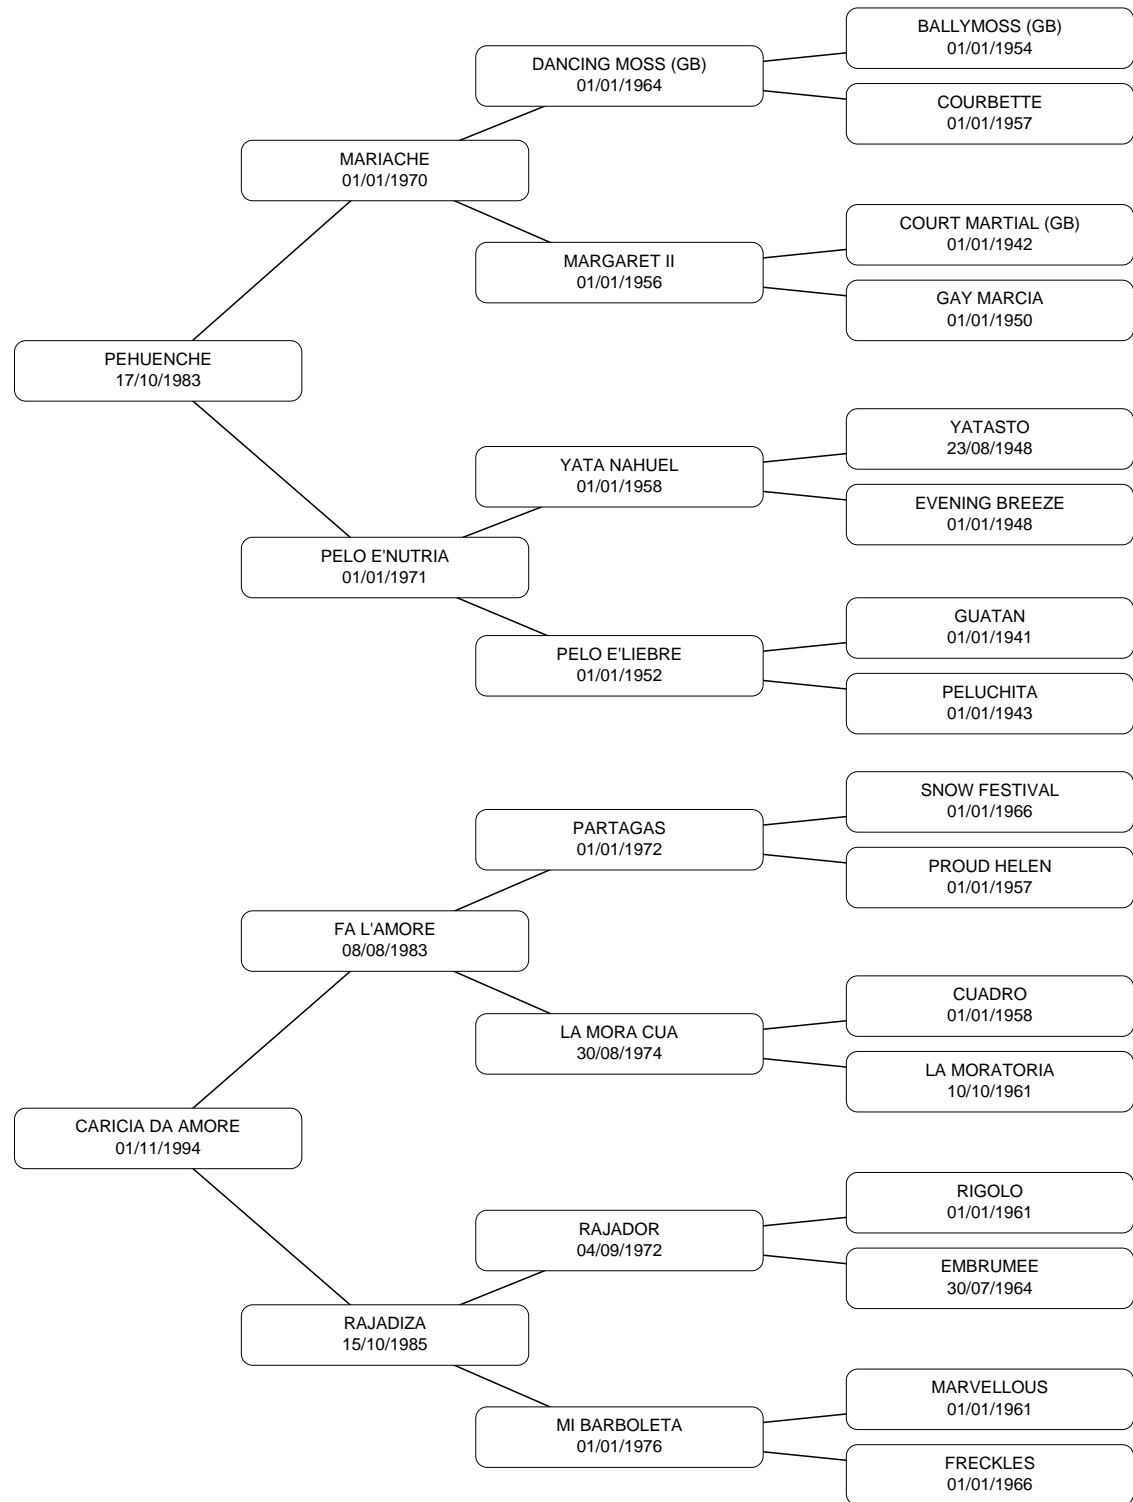 BALLYMOSS (GB)
01/01/1954
DANCING MOSS (GB)
01/01/1964
COURBETTE
01/01/1957
MARIACHE
01/01/1970
COURT MARTIAL (GB)
01/01/1942
MARGARET II
01/01/1956
GAY MARCIA
01/01/1950
PEHUENCHE
17/10/1983
YATASTO
23/08/1948
YATA NAHUEL
01/01/1958
EVENING BREEZE
01/01/1948
PELO E'NUTRIA
01/01/1971
GUATAN
01/01/1941
PELO E'LIEBRE
01/01/1952
PELUCHITA
01/01/1943
SNOW FESTIVAL
01/01/1966
PARTAGAS
01/01/1972
PROUD HELEN
01/01/1957
FA L'AMORE
08/08/1983
CUADRO
01/01/1958
LA MORA CUA
30/08/1974
LA MORATORIA
10/10/1961
CARICIA DA AMORE
01/11/1994
RIGOLO
01/01/1961
RAJADOR
04/09/1972
EMBRUMEE
30/07/1964
RAJADIZA
15/10/1985
MARVELLOUS
01/01/1961
MI BARBOLETA
01/01/1976
FRECKLES
01/01/1966